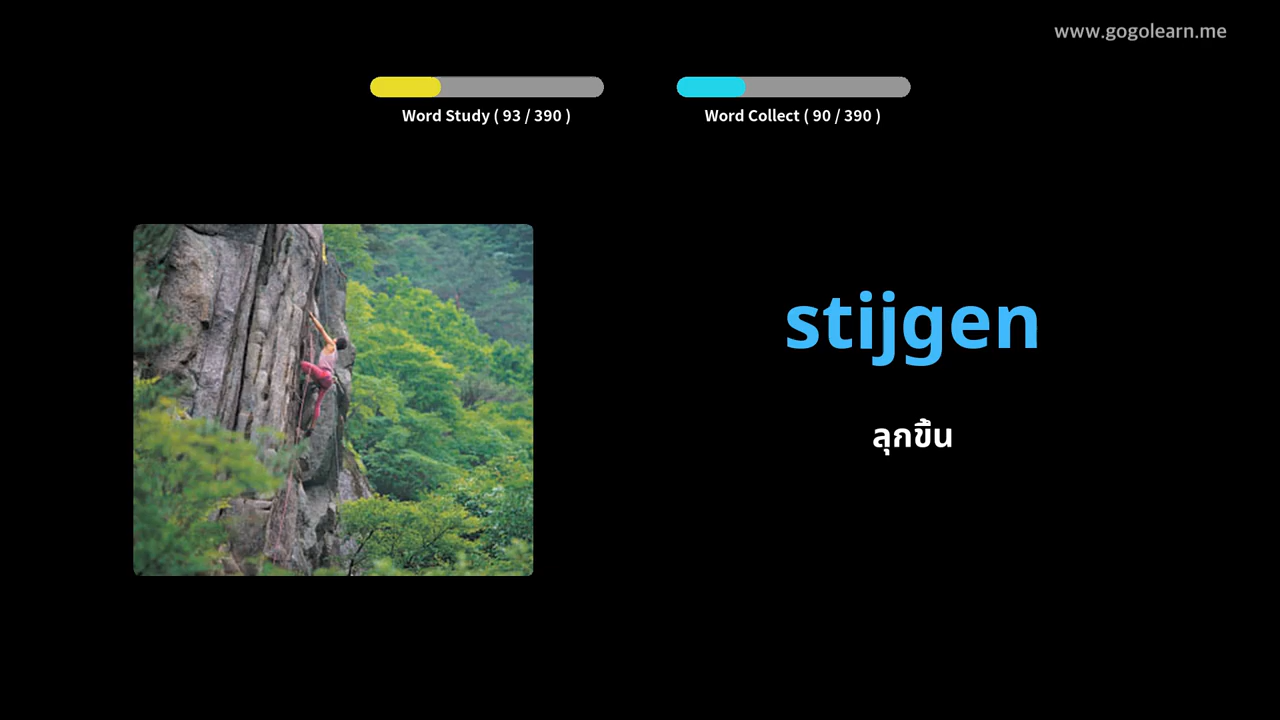 www.gogolearn.me
Word Study ( 93 / 390 )
Word Collect ( 90 / 390 )
stijgen
ลุกขึ้น